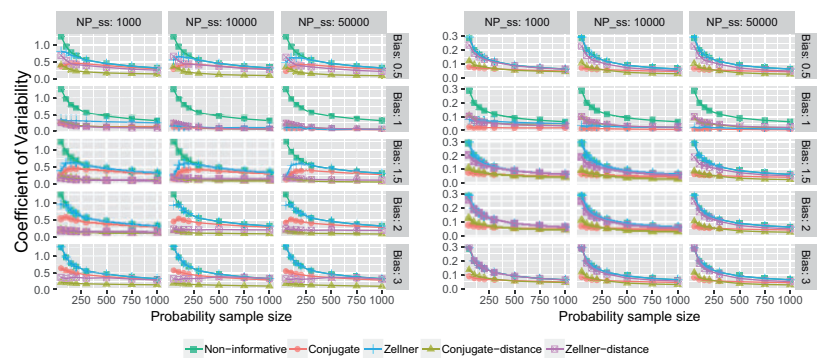 NP_ss: 1000 NP_ss: 10000 NP_ss: 50000
NP_ss: 1000 NP_ss: 10000 NP_ss: 50000
Coefficient of Variability
1.0
0.5
0.0
Bias: 0.5
1.0
0.5
0.0
Bias: 1
1.0
0.5
0.0
Bias: 1.5
1.0
0.5
0.0
Bias: 2
1.0
0.5
0.0
Bias: 3
250 500 750 1000 250 500 750 1000 250 500 750 1000
Probability sample size
0.3
0.2
0.1
0.0
Bias: 0.5
0.3
0.2
0.1
0.0
Bias: 1
0.3
0.2
0.1
0.0
Bias: 1.5
0.3
0.2
0.1
0.0
Bias: 2
0.3
0.2
0.1
0.0
Bias: 3
250 500 750 1000 250 500 750 1000 250 500 750 1000
Probability sample size
Non-informative Conjugate Zellner Conjugate-distance Zellner-distance